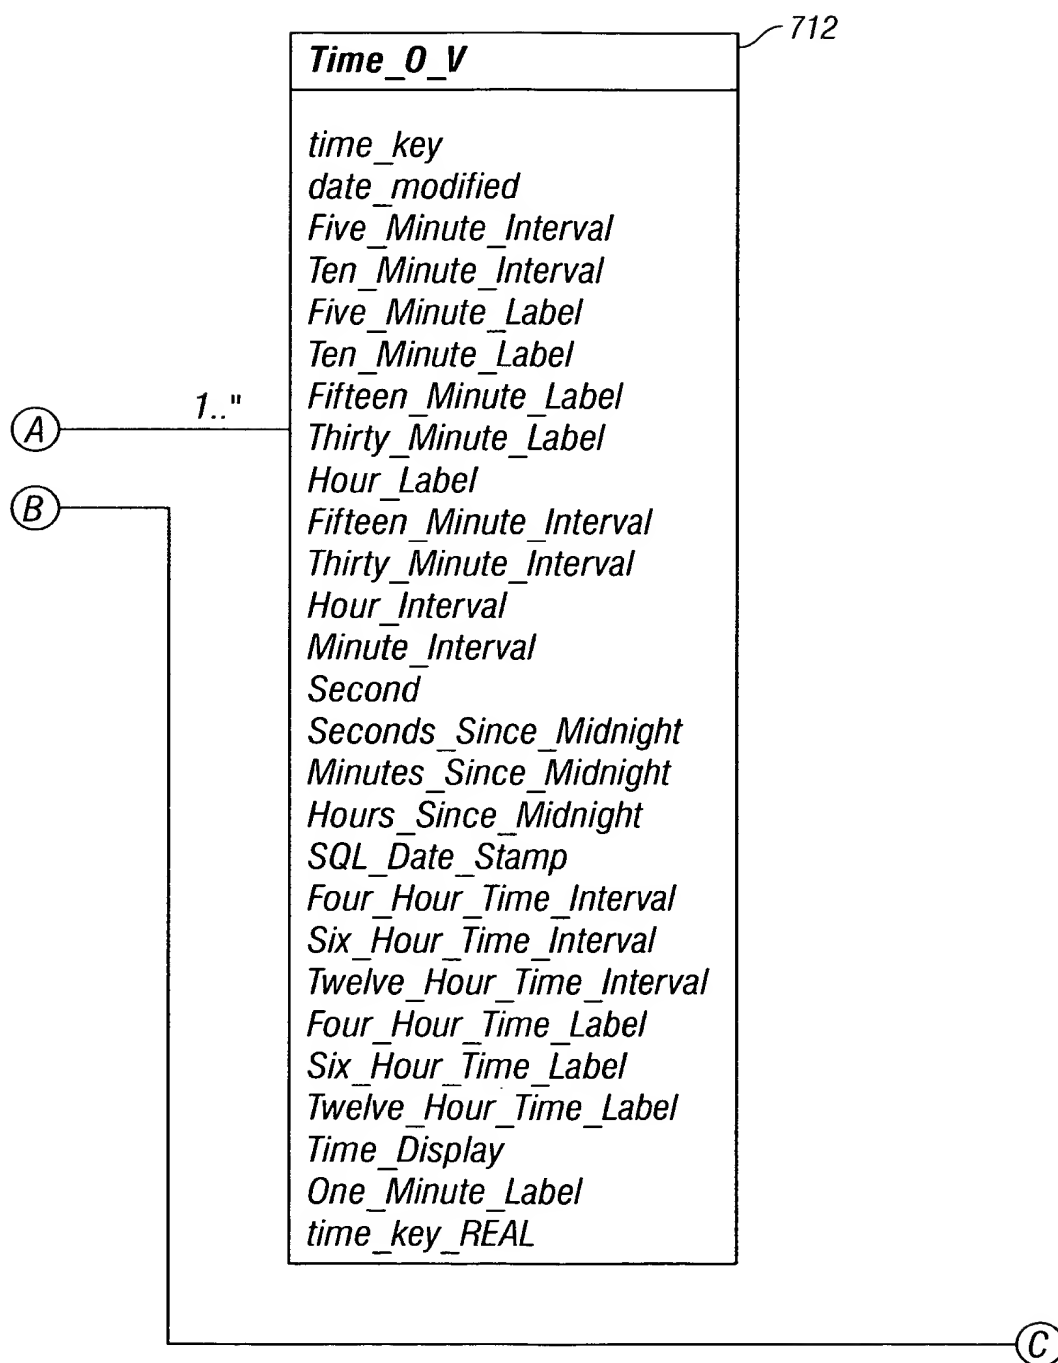 712
Time_O_V
time_key
date_modified
Five_Minute_Interval
Ten_Minute_Interval
Five_Minute_Label
Ten_Minute_Label
Fifteen_Minute_Label
1.."
A
Thirty_Minute_Label
Hour_Label
B
Fifteen_Minute_Interval
Thirty_Minute_Interval
Hour_Interval
Minute_Interval
Second
Seconds_Since_Midnight
Minutes_Since_Midnight
Hours_Since_Midnight
SQL_Date_Stamp
Four_Hour_Time_Interval
Six_Hour_Time_Interval
Twelve_Hour_Time_Interval
Four_Hour_Time_Label
Six_Hour_Time_Label
Twelve_Hour_Time_Label
Time_Display
One_Minute_Label
time_key_REAL
C